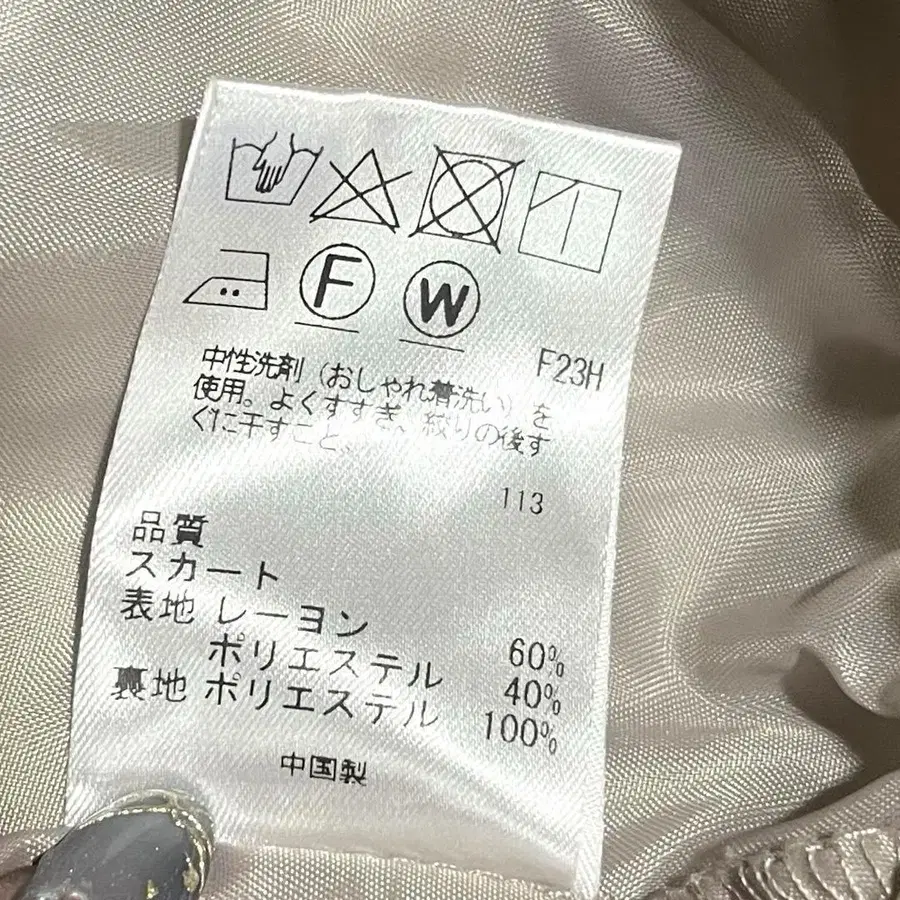 F
W
F23H
中性洗剤（おしゃれ着洗い）を
使用。よくすすぎ、絞りの後す
ぐに干すこと、
113
品質
スカート
表地 レーヨン 60%
ポリエステル 40%
裏地 ポリエステル 100%
中国製